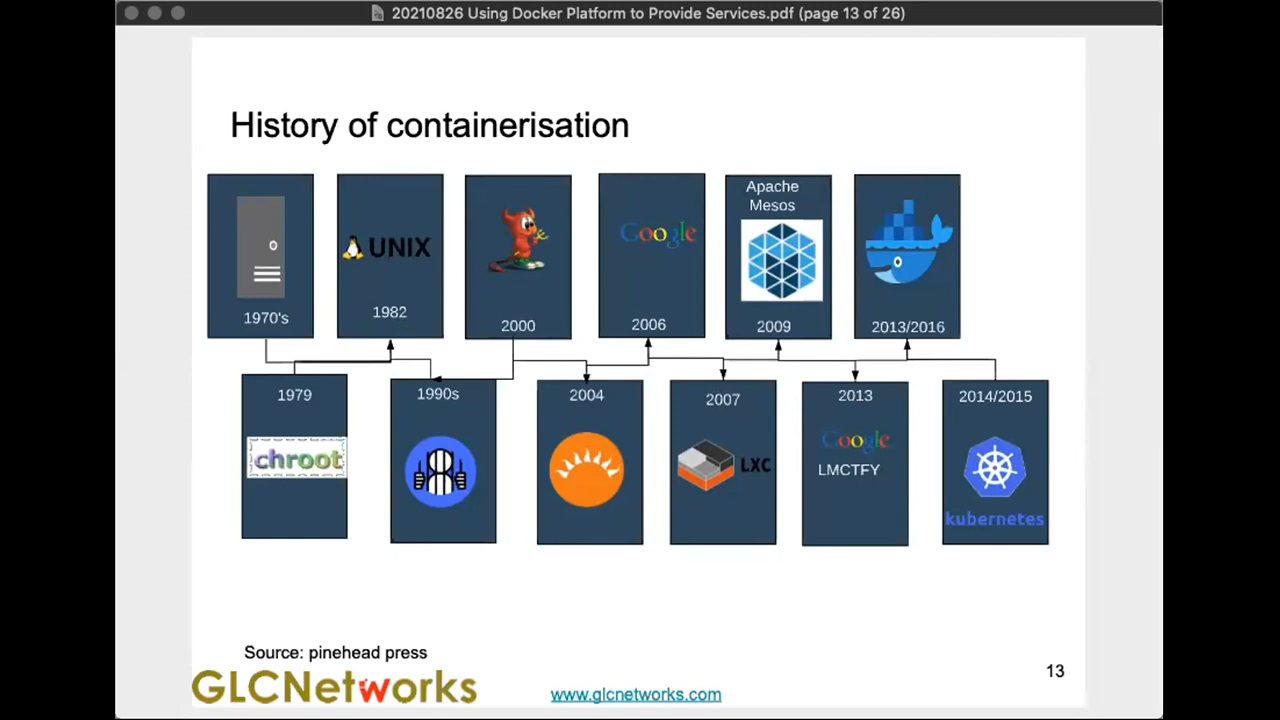 20210826 Using Docker Platform to Provide Services.pdf (page 13 of 26)
History of containerisation
1970's
UNIX
1982
2000
Google
2006
Apache
Mesos
2009
2013/2016
1979
chroot
1990s
2004
2007
LXC
2013
Google
LMCTFY
2014/2015
kubernetes
Source: pinehead press
GLCNetworks
www.glcnetworks.com
13